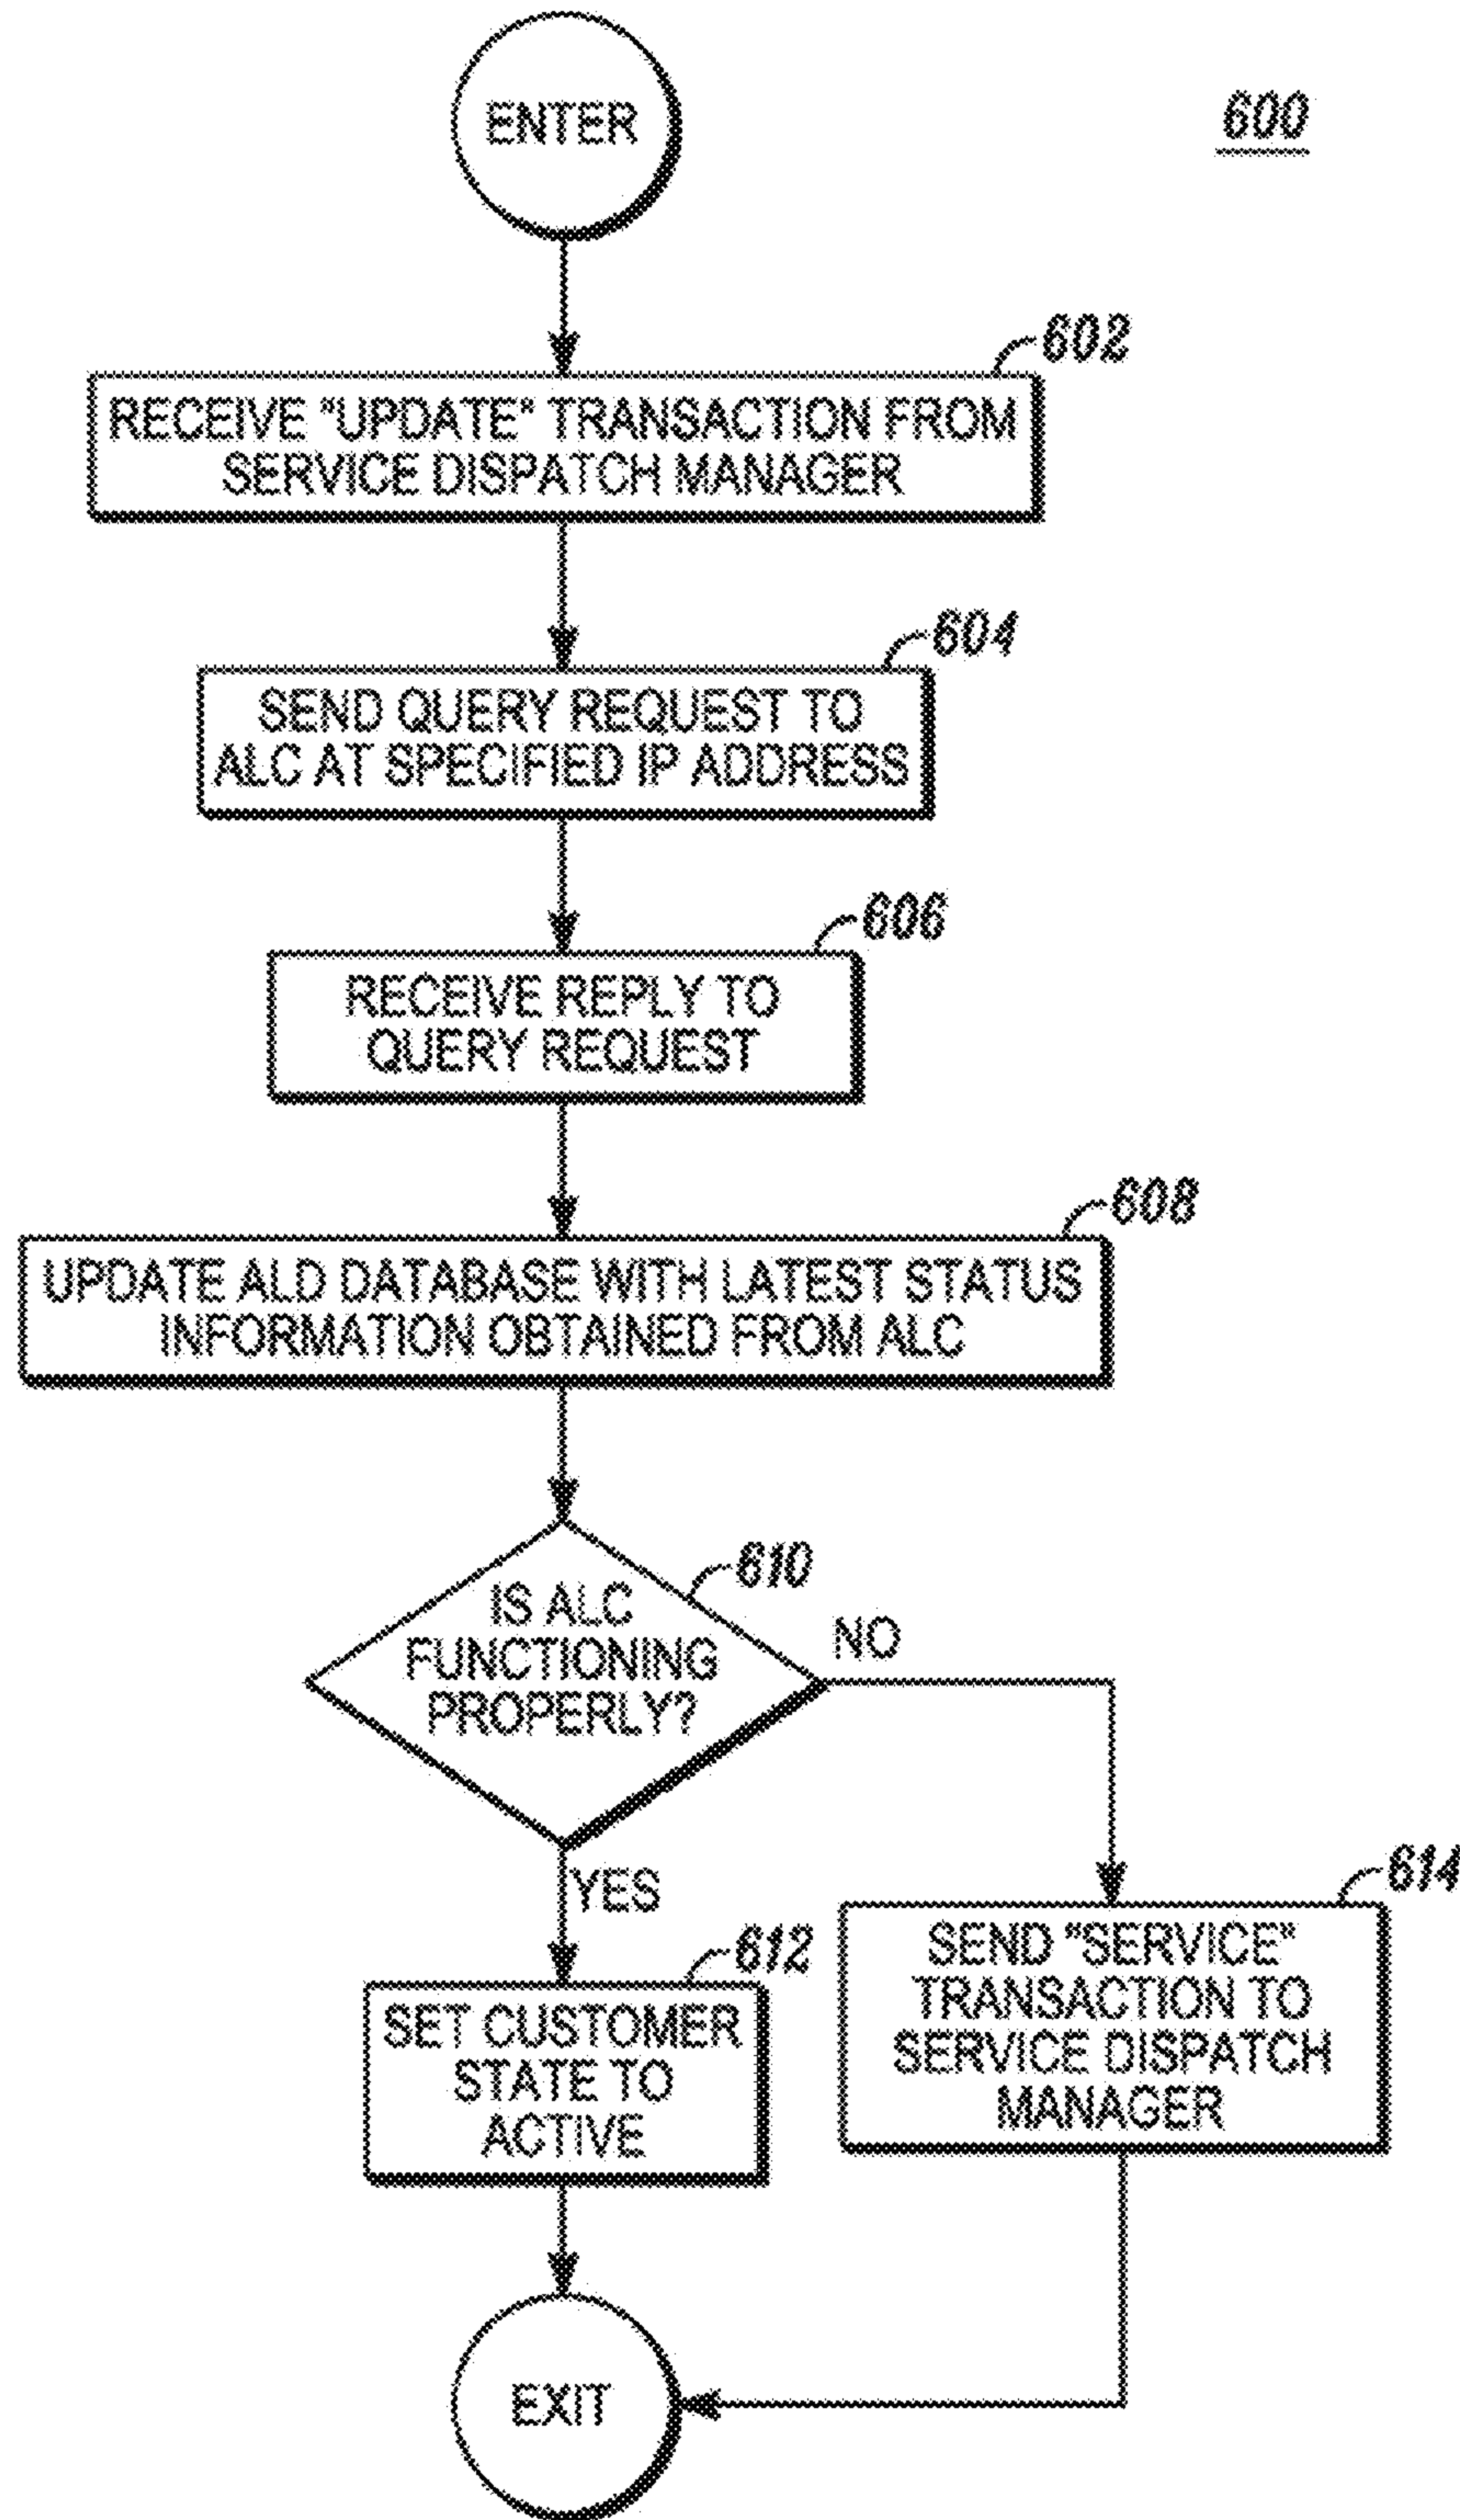 ENTER
600
602
RECEIVE "UPDATE" TRANSACTION FROM
SERVICE DISPATCH MANAGER
604
SEND QUERY REQUEST TO
ALC AT SPECIFIED IP ADDRESS
606
RECEIVE REPLY TO
QUERY REQUEST
608
UPDATE ALD DATABASE WITH LATEST STATUS
INFORMATION OBTAINED FROM ALC
610
IS ALC
FUNCTIONING
PROPERLY?
NO
YES
614
SEND "SERVICE"
TRANSACTION TO
SERVICE DISPATCH
MANAGER
612
SET CUSTOMER
STATE TO
ACTIVE
EXIT